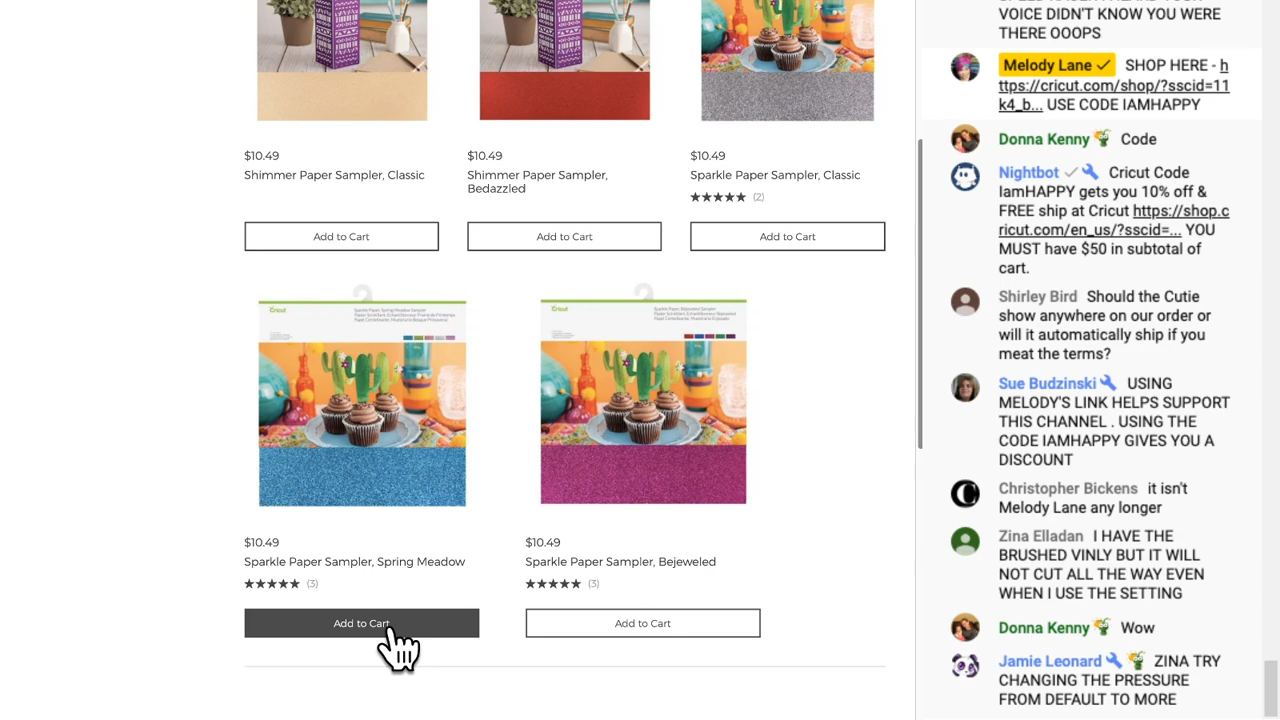 $10.49
$10.49
$10.49
Shimmer Paper Sampler, Classic
Shimmer Paper Sampler,
Bedazzled
Sparkle Paper Sampler, Classic
(2)
Add to Cart
Add to Cart
Add to Cart
Cricut
Cricut
$10.49
$10.49
Sparkle Paper Sampler, Spring Meadow
Sparkle Paper Sampler, Bejeweled
(3)
(3)
Add to Cart
Add to Cart
VOICE DIDN'T KNOW YOU WERE
THERE OOOPS
Melody Lane SHOP HERE - h
ttps://cricut.com/shop/?sscid=11
k4_b... USE CODE IAMHAPPY
Donna Kenny Code
Nightbot Cricut Code
IamHAPPY gets you 10% off &
FREE ship at Cricut https://shop.c
ricut.com/en_us/?sscid=... YOU
MUST have $50 in subtotal of
cart.
Shirley Bird Should the Cutie
show anywhere on our order or
will it automatically ship if you
meat the terms?
Sue Budzinski USING
MELODY'S LINK HELPS SUPPORT
THIS CHANNEL . USING THE
CODE IAMHAPPY GIVES YOU A
DISCOUNT
Christopher Bickens it isn't
Melody Lane any longer
Zina Elladan I HAVE THE
BRUSHED VINLY BUT IT WILL
NOT CUT ALL THE WAY EVEN
WHEN I USE THE SETTING
Donna Kenny Wow
Jamie Leonard ZINA TRY
CHANGING THE PRESSURE
FROM DEFAULT TO MORE